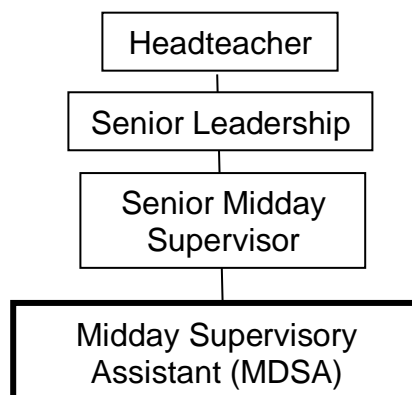 Headteacher
Senior Leadership
Senior Midday
Supervisor
Midday Supervisory
Assistant (MDSA)